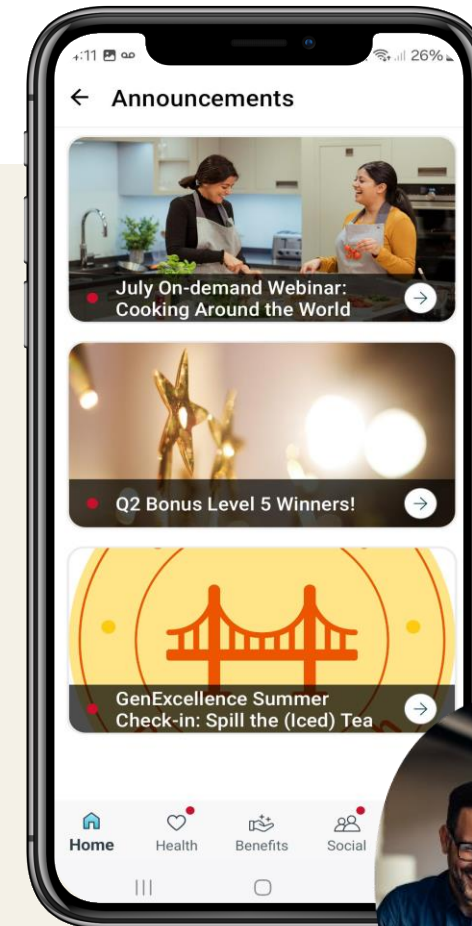 :11
26%
Announcements
July On-demand Webinar:
Cooking Around the World
Q2 Bonus Level 5 Winners!
GenExcellence Summer
Check-in: Spill the (Iced) Tea
Home Health Benefits Social